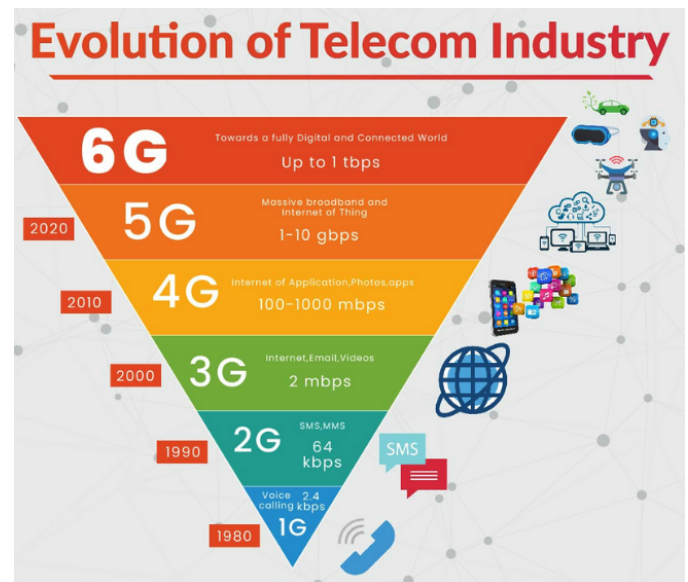 Evolution of Telecom Industry
6G
Towards a fully Digital and Connected World
Up to 1 tbps
2020
5G
Massive broadband and
Internet of Thing
1-10 gbps
2010
4G
Internet of Application,Photos,apps
100-1000 mbps
2000
3G
Internet,Email,Videos
2 mbps
1990
2G
SMS,MMS
64
kbps
SMS
1980
Voice 2.4
calling kbps
1G